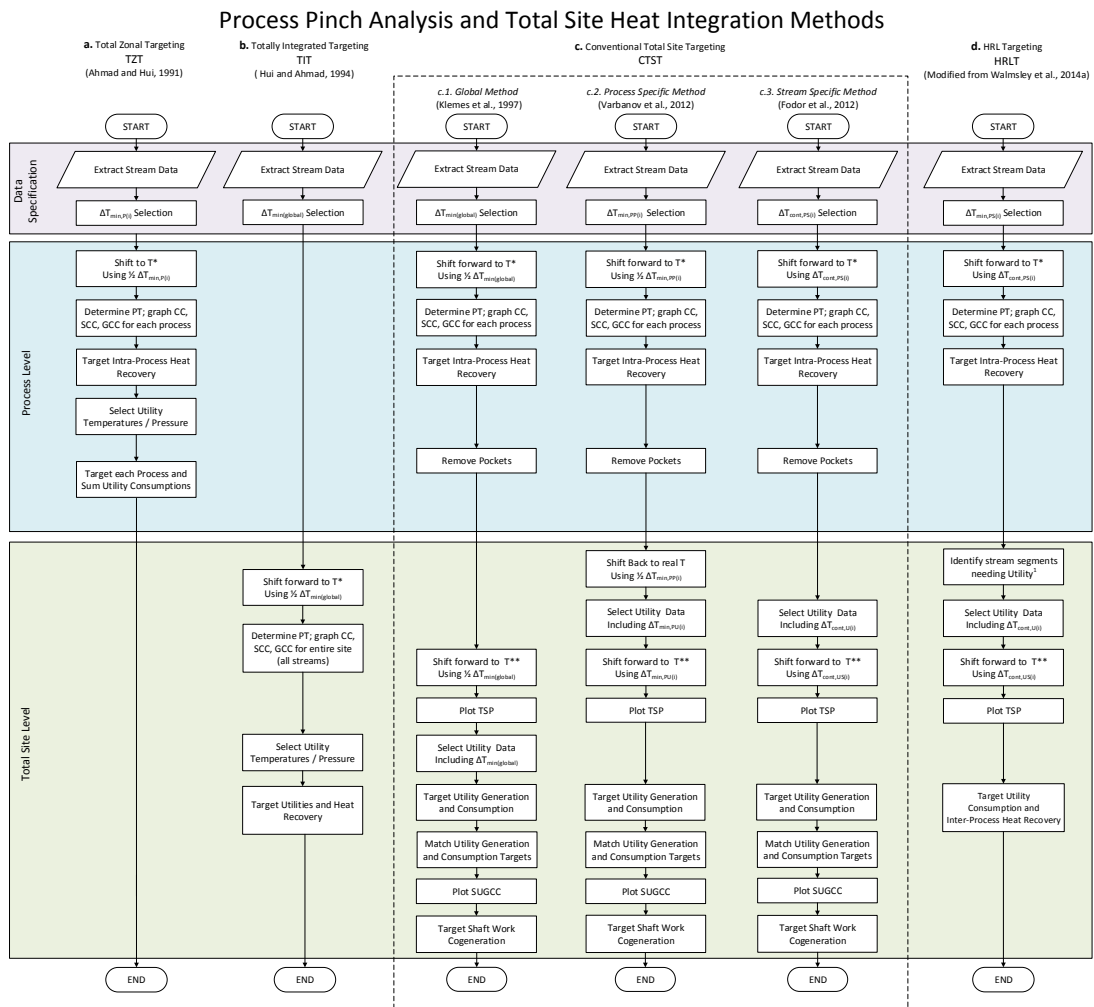 Process Pinch Analysis and Total Site Heat Integration Methods
a. Total Zonal Targeting
TZT
(Ahmad and Hui, 1991)
b. Totally Integrated Targeting
TIT
( Hui and Ahmad, 1994)
c. Conventional Total Site Targeting
CTST
d. HRL Targeting
HRLT
(Modified from Walmsley et al., 2014a)
c.1. Global Method
(Klemes et al., 1997)
c.2. Process Specific Method
(Varbanov et al., 2012)
c.3. Stream Specific Method
(Fodor et al., 2012)
START
START
START
START
START
START
Data
Specification
Extract Stream Data
Extract Stream Data
Extract Stream Data
Extract Stream Data
Extract Stream Data
Extract Stream Data
ΔTmin,P(i) Selection
ΔTmin(global) Selection
ΔTmin(global) Selection
ΔTmin,PP(i) Selection
ΔTcont,PS(i) Selection
ΔTmin,PS(i) Selection
Process Level
Shift to T*
Using ½ ΔTmin,P(i)
Shift forward to T*
Using ½ ΔTmin(global)
Shift forward to T*
Using ½ ΔTmin,PP(i)
Shift forward to T*
Using ΔTcont,PS(i)
Shift forward to T*
Using ΔTcont,PS(i)
Determine PT; graph CC,
SCC, GCC for each process
Determine PT; graph CC,
SCC, GCC for each process
Determine PT; graph CC,
SCC, GCC for each process
Determine PT; graph CC,
SCC, GCC for each process
Determine PT; graph CC,
SCC, GCC for each process
Target Intra-Process Heat
Recovery
Target Intra-Process Heat
Recovery
Target Intra-Process Heat
Recovery
Target Intra-Process Heat
Recovery
Target Intra-Process Heat
Recovery
Select Utility
Temperatures / Pressure
Target each Process and
Sum Utility Consumptions
Remove Pockets
Remove Pockets
Remove Pockets
Total Site Level
Shift forward to T*
Using ½ ΔTmin(global)
Determine PT; graph CC,
SCC, GCC for entire site
(all streams)
Select Utility
Temperatures / Pressure
Target Utilities and Heat
Recovery
Shift forward to T**
Using ½ ΔTmin(global)
Plot TSP
Select Utility Data
Including ΔTmin(global)
Target Utility Generation
and Consumption
Match Utility Generation
and Consumption Targets
Plot SUGCC
Target Shaft Work
Cogeneration
Shift Back to real T
Using ½ ΔTmin,PP(i)
Select Utility Data
Including ΔTmin,PU(i)
Shift forward to T**
Using ΔTmin,PU(i)
Plot TSP
Target Utility Generation
and Consumption
Match Utility Generation
and Consumption Targets
Plot SUGCC
Target Shaft Work
Cogeneration
Select Utility Data
Including ΔTcont,U(i)
Shift forward to T**
Using ΔTcont,US(i)
Plot TSP
Target Utility Generation
and Consumption
Match Utility Generation
and Consumption Targets
Plot SUGCC
Target Shaft Work
Cogeneration
Identify stream segments
needing Utility¹
Select Utility Data
Including ΔTcont,U(i)
Shift forward to T**
Using ΔTcont,US(i)
Plot TSP
Target Utility
Consumption and
Inter-Process Heat Recovery
END
END
END
END
END
END